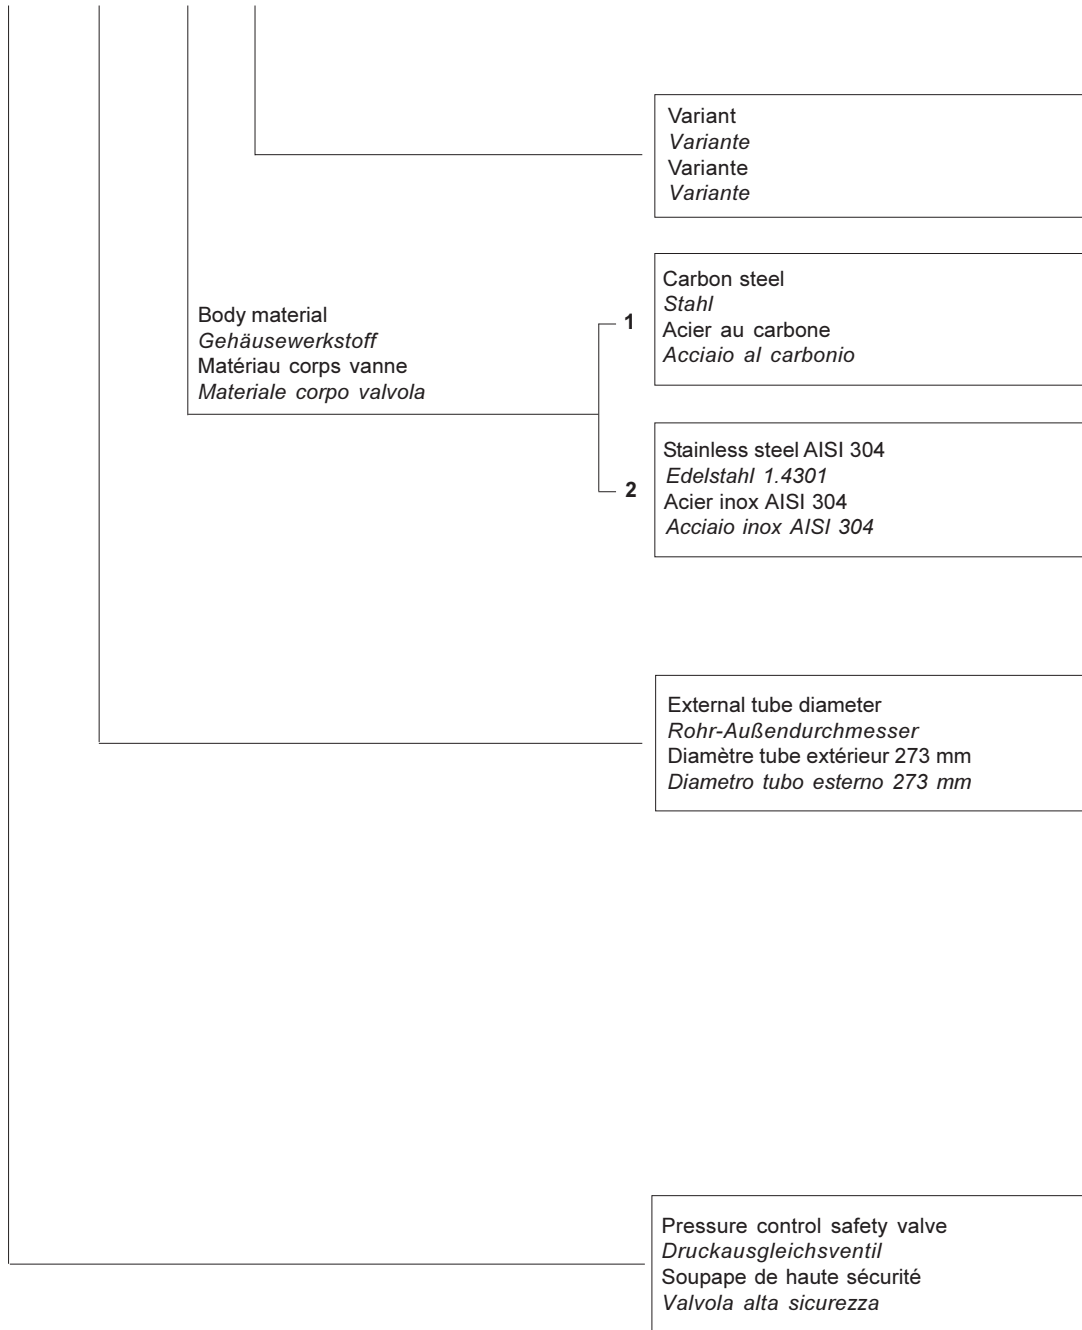 Variant
Variante
Variante
Variante
Body material
Gehäusewerkstoff
Matériau corps vanne
Materiale corpo valvola
1
Carbon steel
Stahl
Acier au carbone
Acciaio al carbonio
2
Stainless steel AISI 304
Edelstahl 1.4301
Acier inox AISI 304
Acciaio inox AISI 304
External tube diameter
Rohr-Außendurchmesser
Diamètre tube extérieur 273 mm
Diametro tubo esterno 273 mm
Pressure control safety valve
Druckausgleichsventil
Soupape de haute sécurité
Valvola alta sicurezza